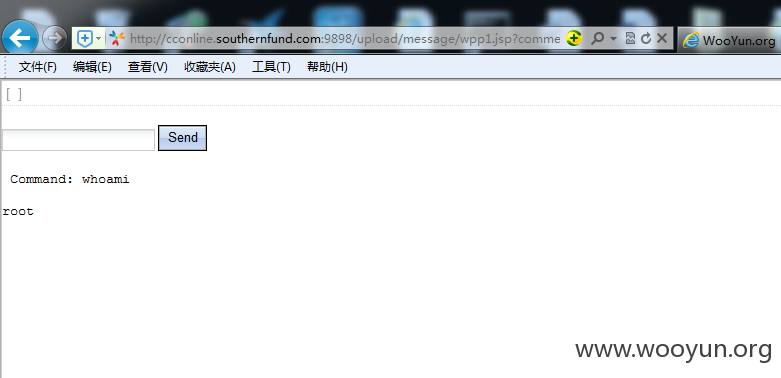 http://cconline.southernfund.com:9898/upload/message/wpp1.jsp?comme
WooYun.org
文件(F) 编辑(E) 查看(V) 收藏夹(A) 工具(T) 帮助(H)
[ ]
Send
Command: whoami
root
www.wooyun.org